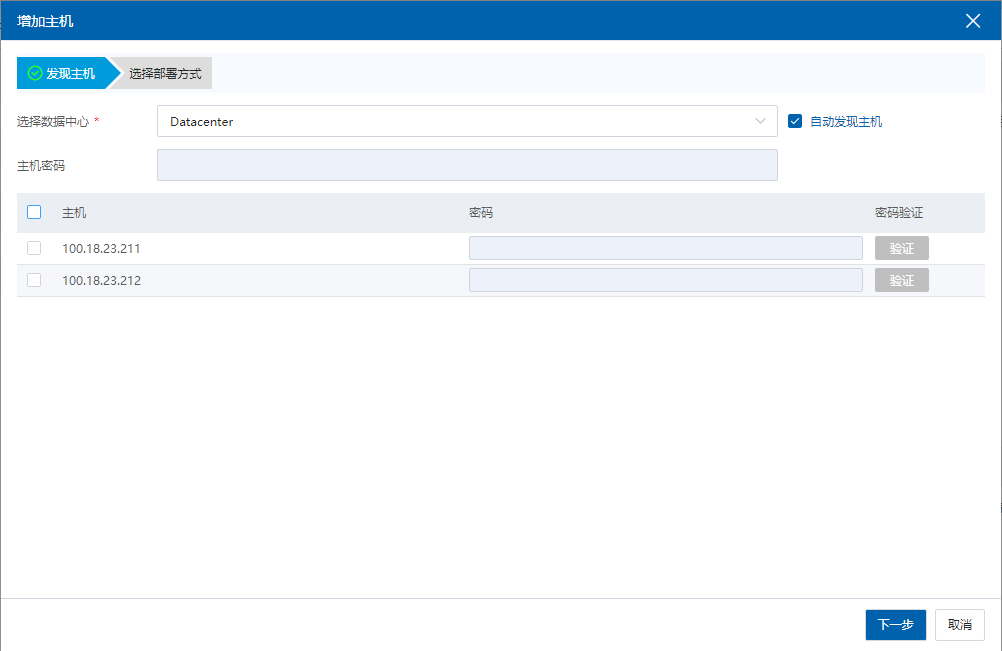 增加主机
发现主机 选择部署方式
选择数据中心 * Datacenter 自动发现主机
主机密码
主机 密码 密码验证
100.18.23.211 验证
100.18.23.212 验证
下一步 取消